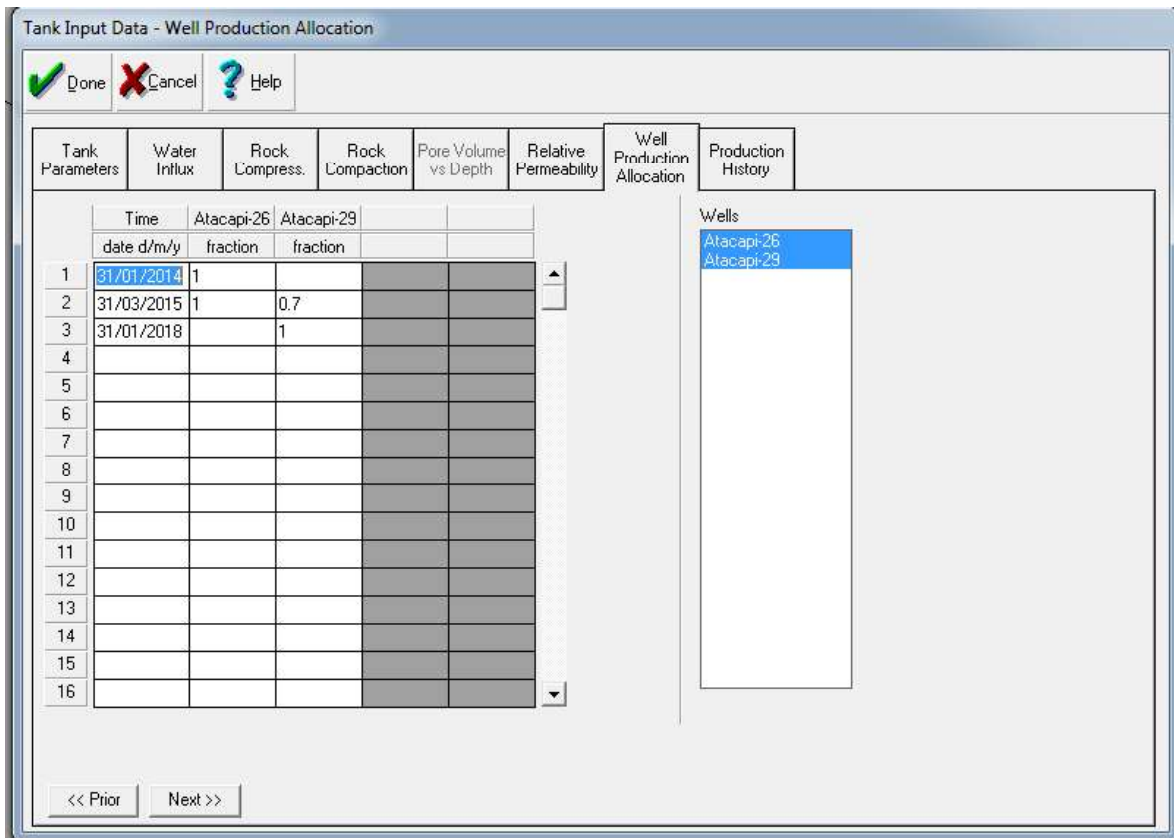 Tank Input Data - Well Production Allocation
Done Cancel Help
Tank Parameters
Water Influx
Rock Compress.
Rock Compaction
Pore Volume vs Depth
Relative Permeability
Well Production Allocation
Production History
Time Atacapi-26 Atacapi-29
date d/m/y fraction fraction
1 31/01/2014 1
2 31/03/2015 1 0.7
3 31/01/2018 1
4
5
6
7
8
9
10
11
12
13
14
15
16
Wells
Atacapi-26
Atacapi-29
<< Prior Next >>